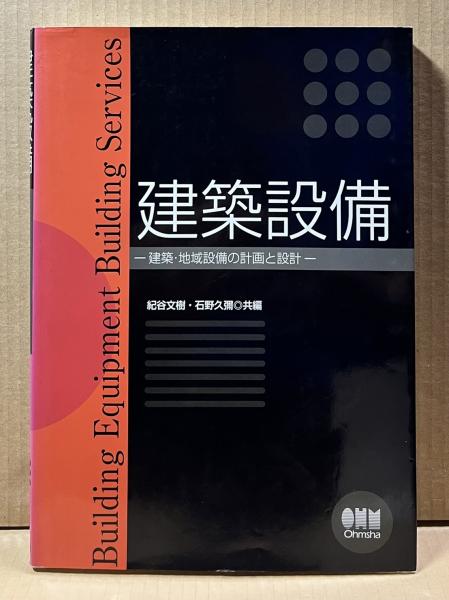 Building Equipment Building Services
建築設備
─ 建築・地域設備の計画と設計 ─
紀谷文樹・石野久彌◎共編
OHM
Ohmsha